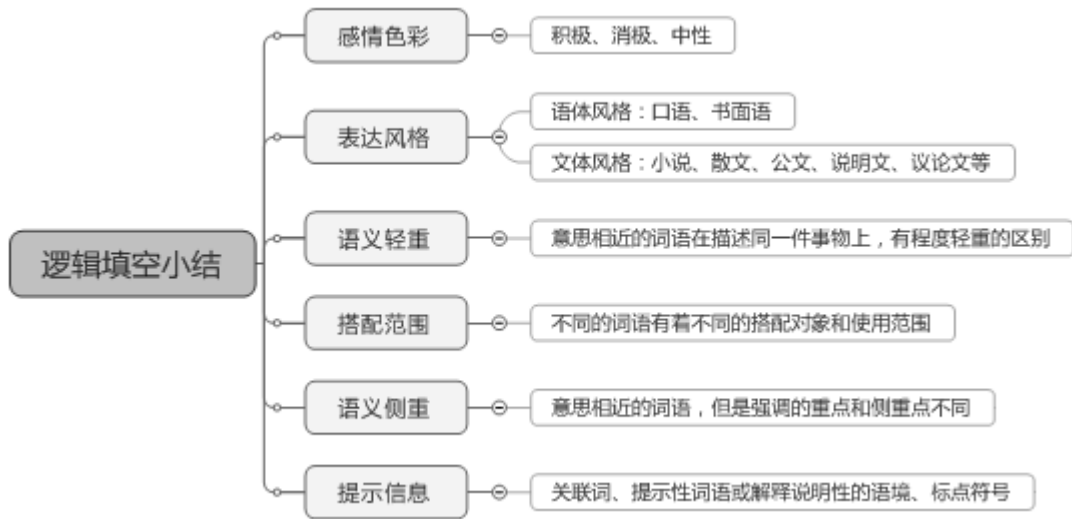 逻辑填空小结
感情色彩
积极、消极、中性
表达风格
语体风格：口语、书面语
文体风格：小说、散文、公文、说明文、议论文等
语义轻重
意思相近的词语在描述同一件事物上，有程度轻重的区别
搭配范围
不同的词语有着不同的搭配对象和使用范围
语义侧重
意思相近的词语，但是强调的重点和侧重点不同
提示信息
关联词、提示性词语或解释说明性的语境、标点符号